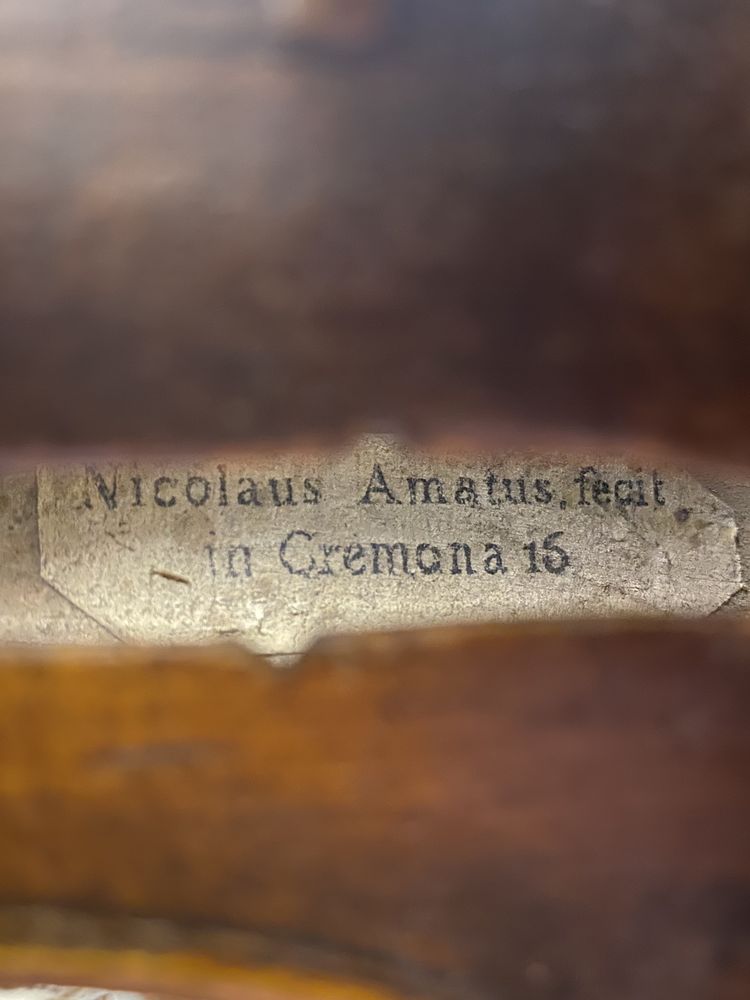 Nicolaus Amatus, fecit
in Cremona 16